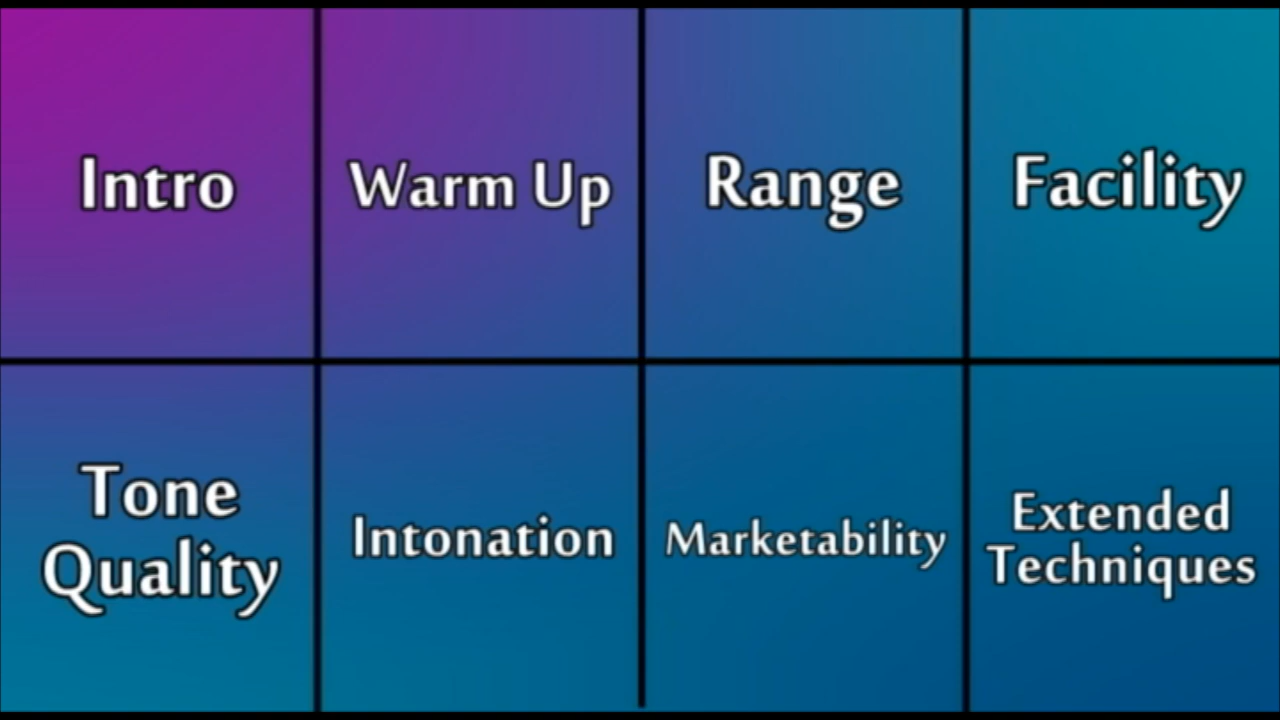 Intro
Warm Up
Range
Facility
Tone
Quality
Intonation
Marketability
Extended
Techniques